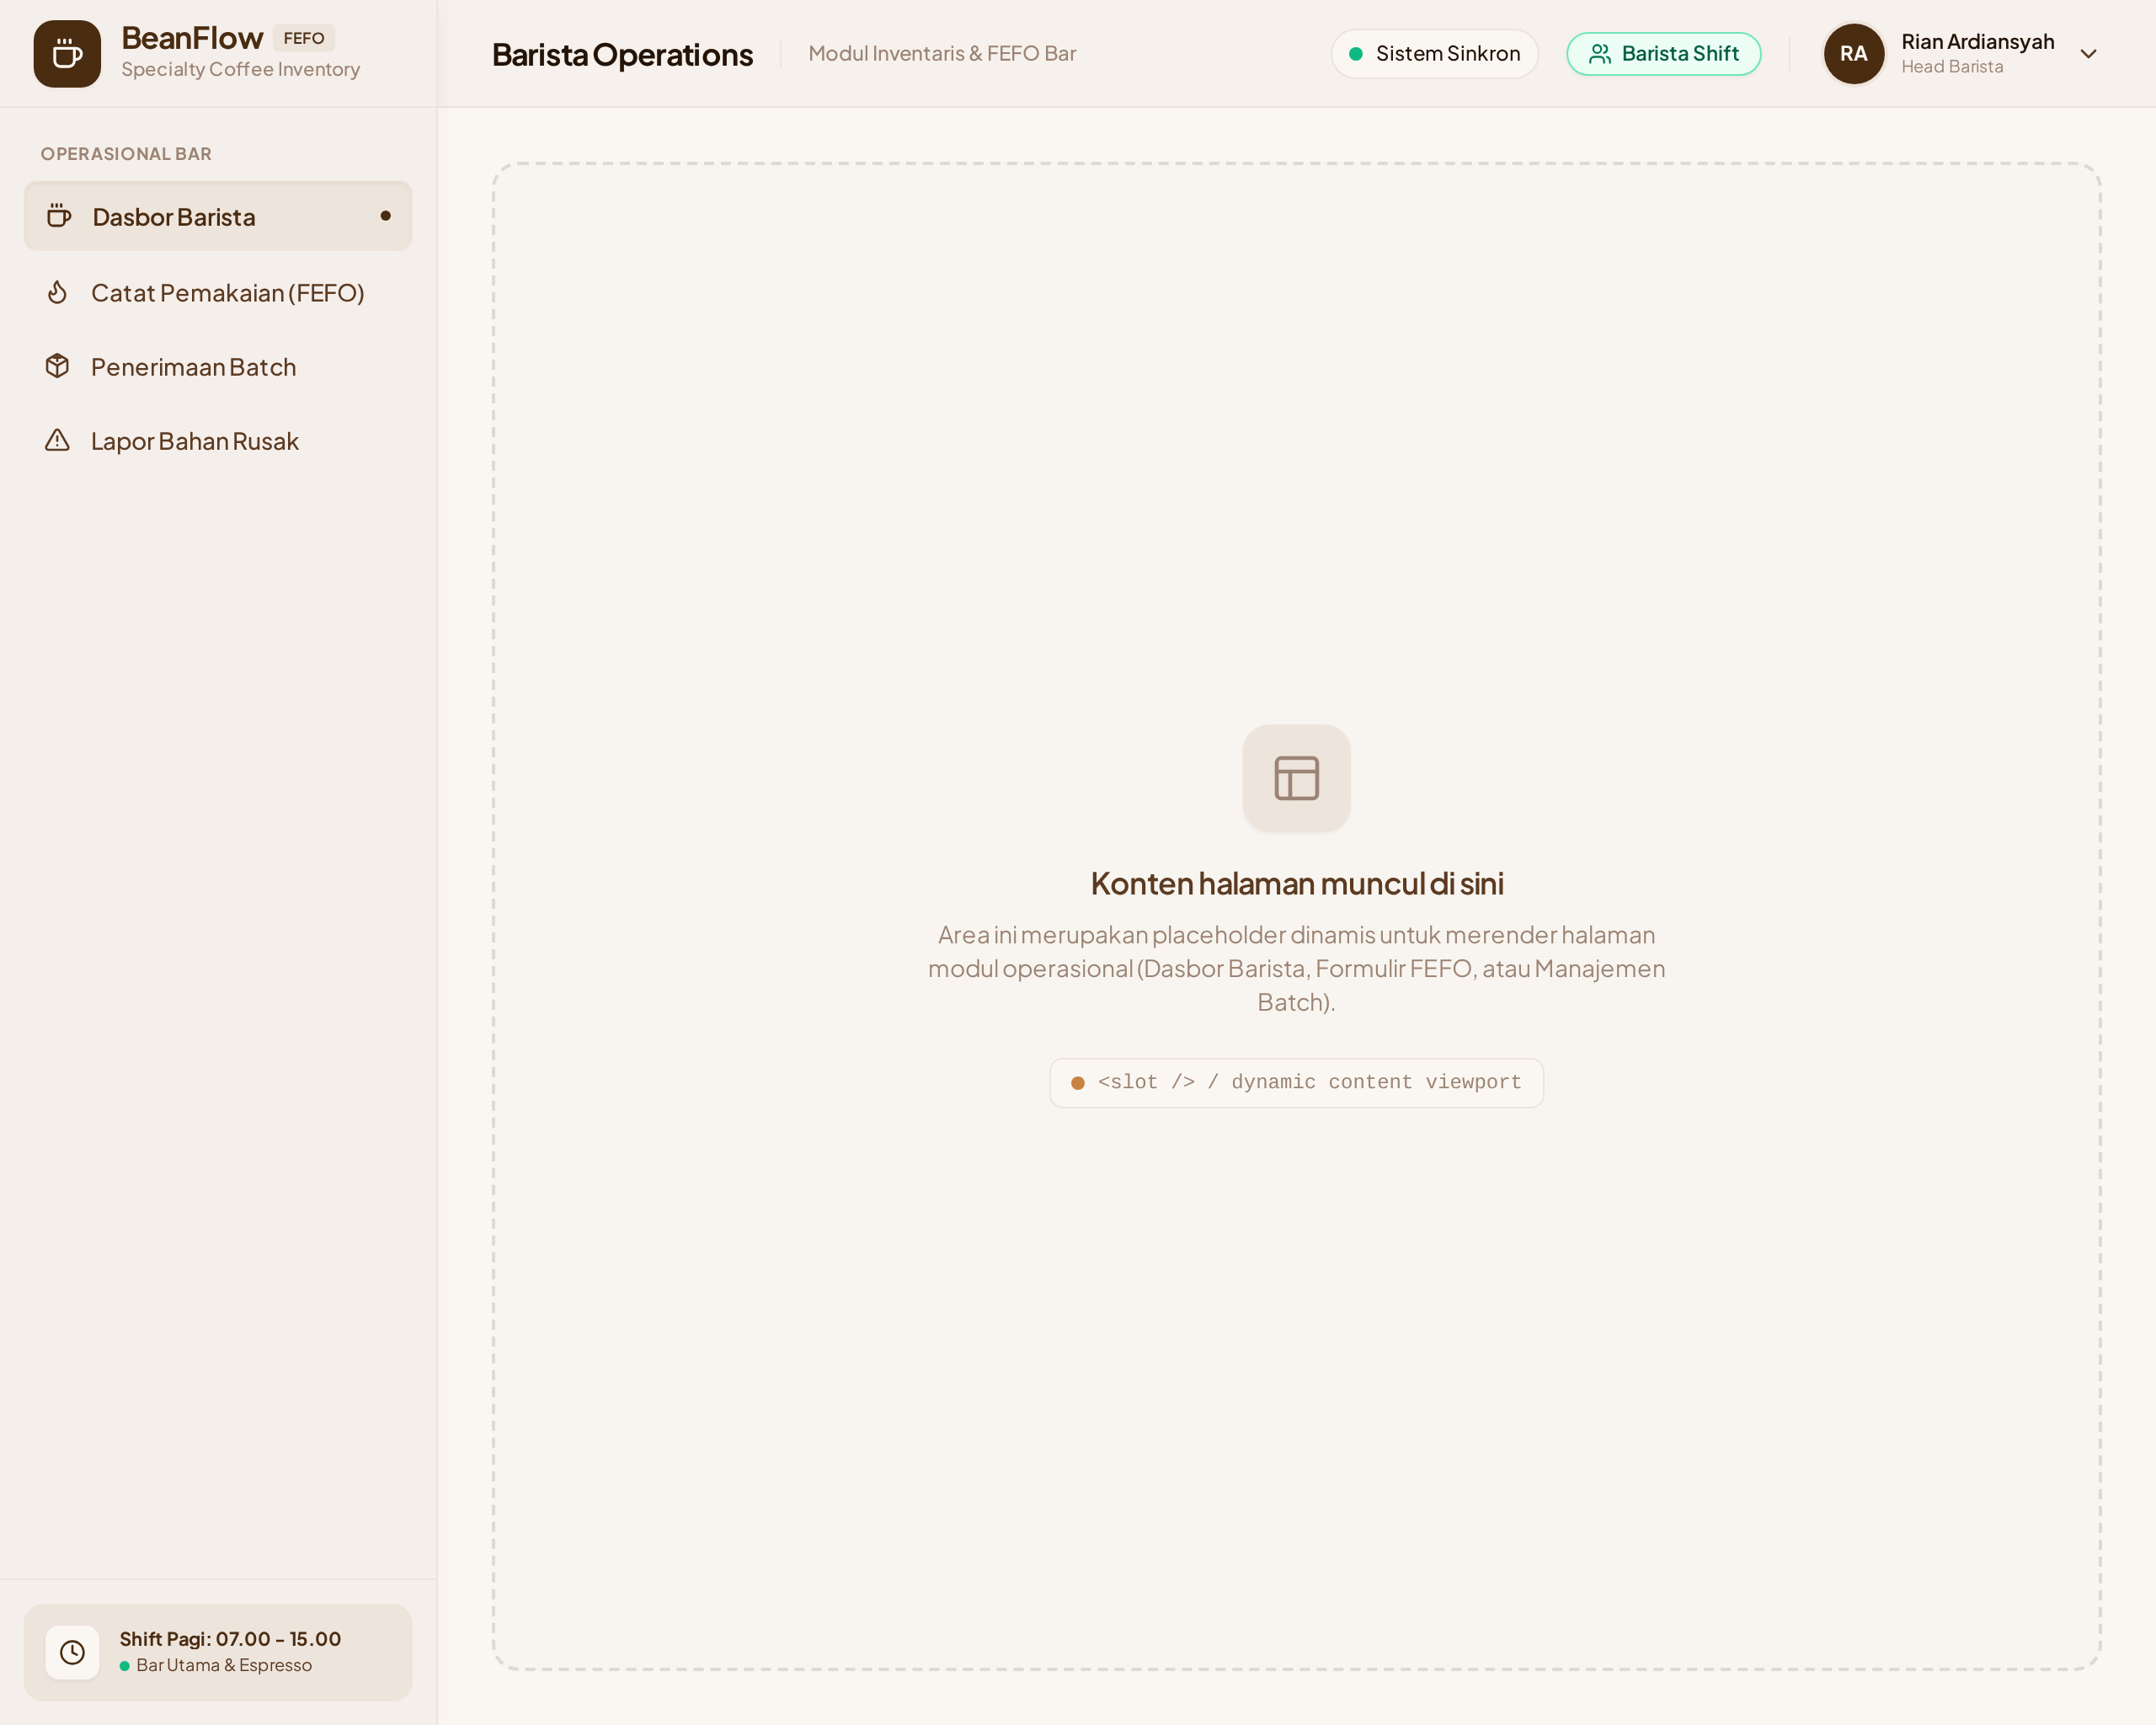 BeanFlow FEFO
Specialty Coffee Inventory
Barista Operations
Modul Inventaris & FEFO Bar
Sistem Sinkron
Barista Shift
RA
Rian Ardiansyah
Head Barista
OPERASIONAL BAR
Dasbor Barista
Catat Pemakaian (FEFO)
Penerimaan Batch
Lapor Bahan Rusak
Konten halaman muncul di sini
Area ini merupakan placeholder dinamis untuk merender halaman
modul operasional (Dasbor Barista, Formulir FEFO, atau Manajemen
Batch).
<slot /> / dynamic content viewport
Shift Pagi: 07.00 - 15.00
Bar Utama & Espresso